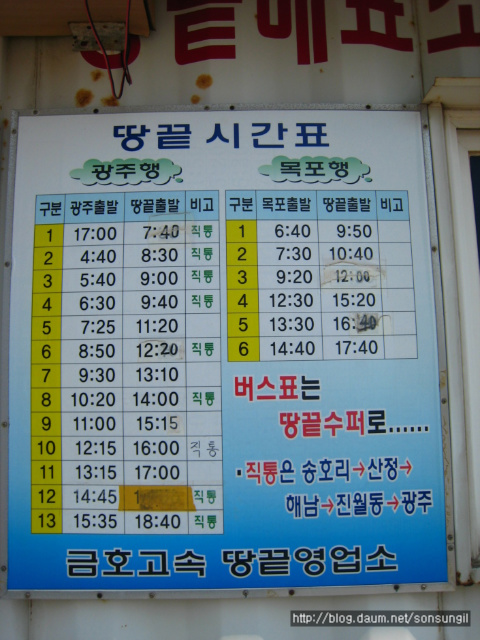 땅끝매표소
땅끝 시간표
광주행
구분 광주출발 땅끝출발 비고
1 17:00 7:40 직통
2 4:40 8:30 직통
3 5:40 9:00 직통
4 6:30 9:40 직통
5 7:25 11:20
6 8:50 12:20 직통
7 9:30 13:10
8 10:20 14:00 직통
9 11:00 15:15
10 12:15 16:00 직통
11 13:15 17:00
12 14:45 직통
13 15:35 18:40 직통
목포행
구분 목포출발 땅끝출발 비고
1 6:40 9:50
2 7:30 10:40
3 9:20 12:00
4 12:30 15:20
5 13:30 16:40
6 14:40 17:40
버스표는
땅끝수퍼로......
·직통은 송호리→산정→
해남→진월동→광주
금호고속 땅끝영업소
http://blog.daum.net/sonsungil